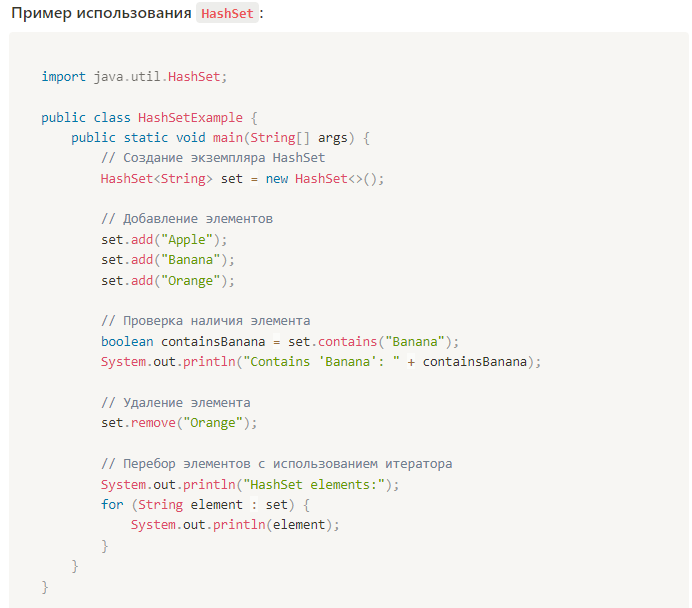 Пример использования HashSet:
import java.util.HashSet;
public class HashSetExample {
    public static void main(String[] args) {
        // Создание экземпляра HashSet
        HashSet<String> set = new HashSet<>();
        // Добавление элементов
        set.add("Apple");
        set.add("Banana");
        set.add("Orange");
        // Проверка наличия элемента
        boolean containsBanana = set.contains("Banana");
        System.out.println("Contains 'Banana': " + containsBanana);
        // Удаление элемента
        set.remove("Orange");
        // Перебор элементов с использованием итератора
        System.out.println("HashSet elements:");
        for (String element : set) {
            System.out.println(element);
        }
    }
}